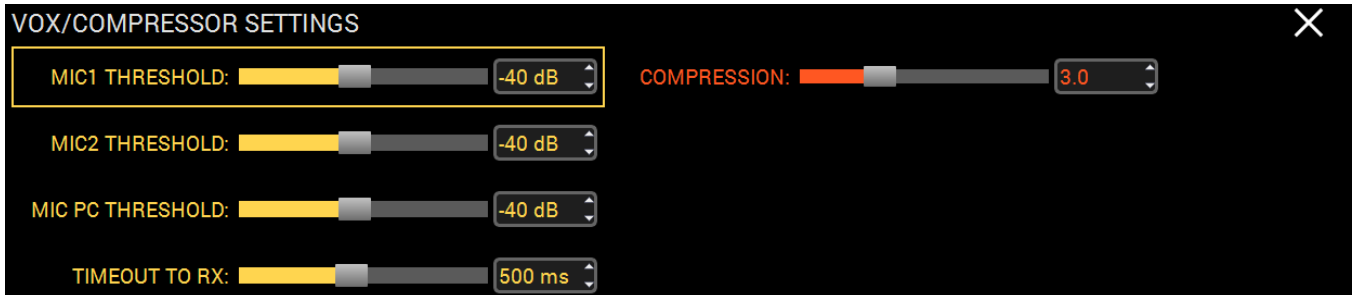 VOX/COMPRESSOR SETTINGS
MIC1 THRESHOLD: -40 dB COMPRESSION: 3.0
MIC2 THRESHOLD: -40 dB
MIC PC THRESHOLD: -40 dB
TIMEOUT TO RX: 500 ms